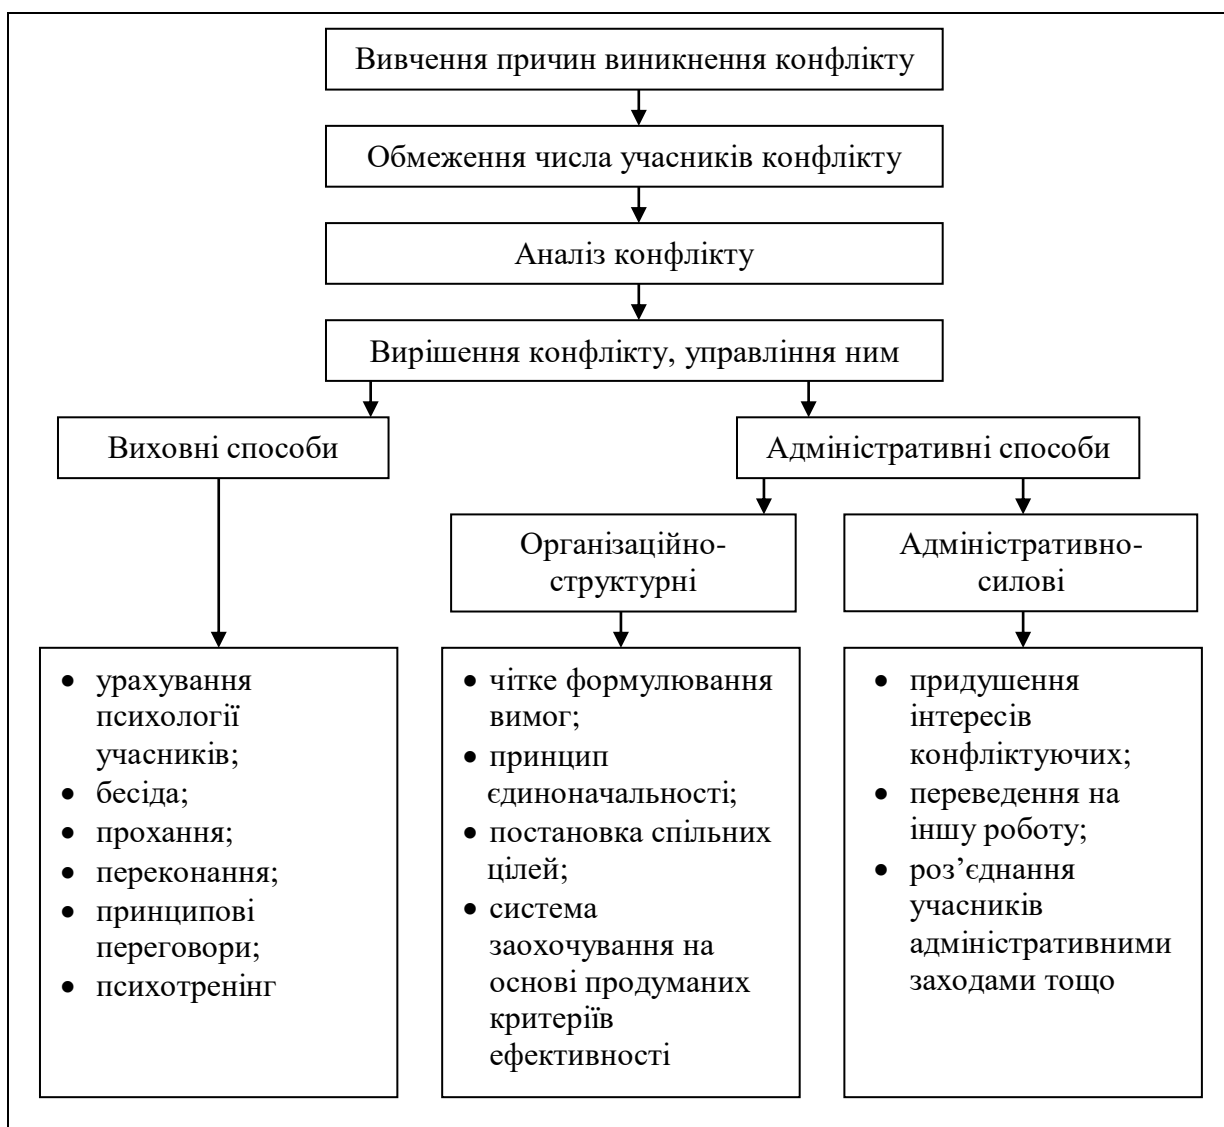 Вивчення причин виникнення конфлікту
Обмеження числа учасників конфлікту
Аналіз конфлікту
Вирішення конфлікту, управління ним
Виховні способи
Адміністративні способи
Організаційно-
структурні
Адміністративно-
силові
• урахування
психології
учасників;
• бесіда;
• прохання;
• переконання;
• принципові
переговори;
• психотренінг
• чітке формулювання
вимог;
• принцип
єдиноначальності;
• постановка спільних
цілей;
• система
заохочування на
основі продуманих
критеріїв
ефективності
• придушення
інтересів
конфліктуючих;
• переведення на
іншу роботу;
• роз’єднання
учасників
адміністративними
заходами тощо